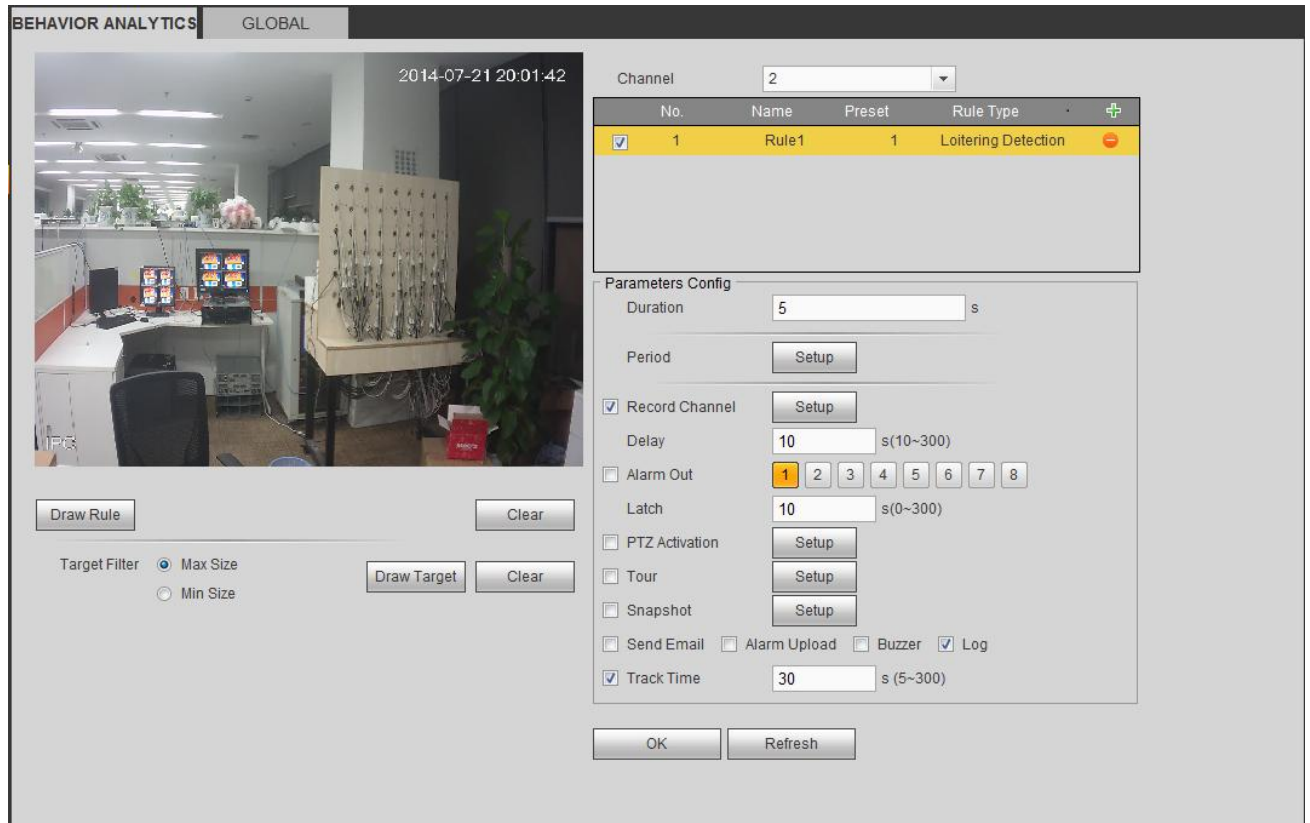 BEHAVIOR ANALYTICS GLOBAL
2014-07-21 20:01:42
IPC
Draw Rule Clear
Target Filter Max Size
Min Size
Draw Target Clear
Channel 2
No. Name Preset Rule Type
1 Rule1 1 Loitering Detection
Parameters Config
Duration 5 s
Period Setup
Record Channel Setup
Delay 10 s(10~300)
Alarm Out 1 2 3 4 5 6 7 8
Latch 10 s(0~300)
PTZ Activation Setup
Tour Setup
Snapshot Setup
Send Email Alarm Upload Buzzer Log
Track Time 30 s (5~300)
OK Refresh